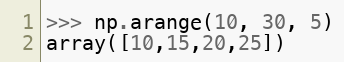 1 >>> np.arange(10, 30, 5)
2 array([10,15,20,25])